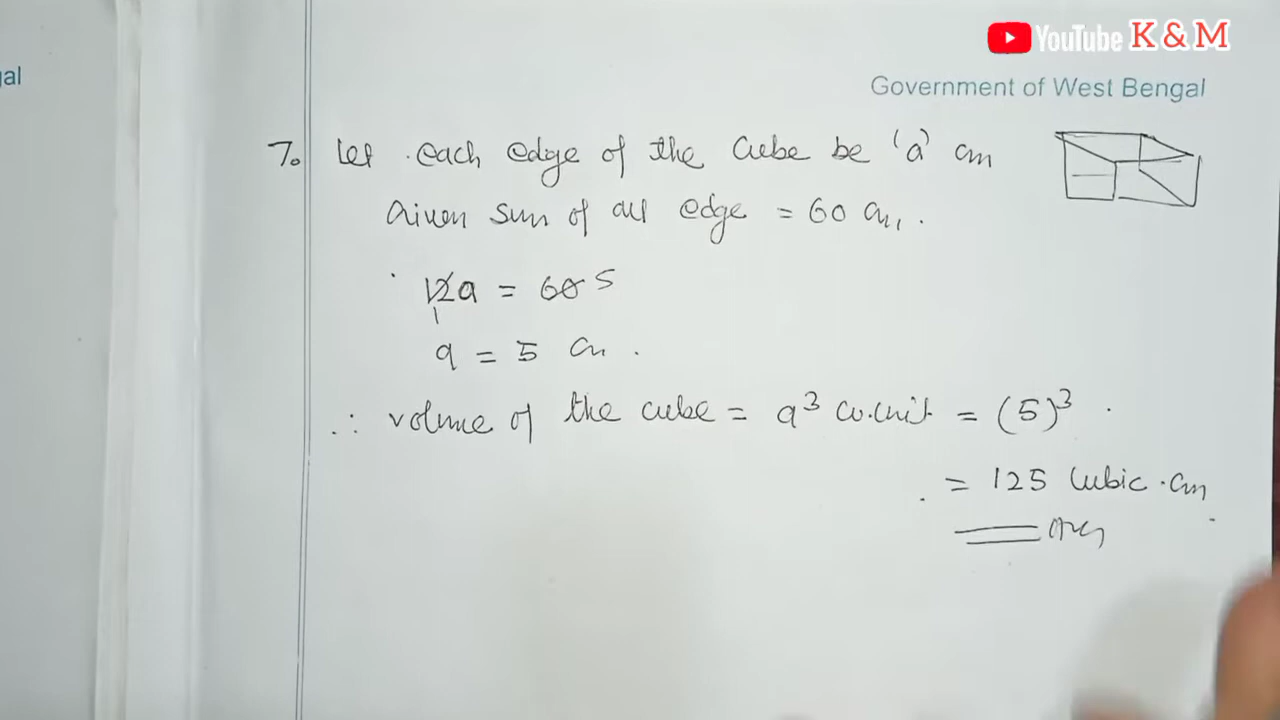 YouTube K & M
al
Government of West Bengal
7. Let each edge of the cube be 'a' cm
Given sum of all edge = 60 cm.
12a = 60 5
1
a = 5 cm.
∴ volume of the cube = a³ cu.unit = (5)³
= 125 cubic.cm
Ans